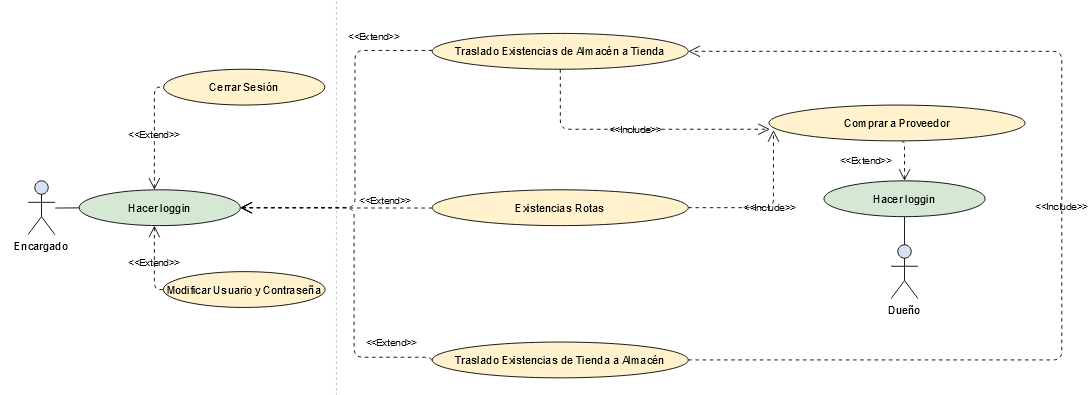 <<Extend>>
Traslado Existencias de Almacén a Tienda
Cerrar Sesión
<<Extend>>
<<Include>>
Comprar a Proveedor
<<Extend>>
Encargado
Hacer loggin
<<Extend>>
Existencias Rotas
<<Include>>
Hacer loggin
<<Include>>
<<Extend>>
Modificar Usuario y Contraseña
Dueño
<<Extend>>
Traslado Existencias de Tienda a Almacén